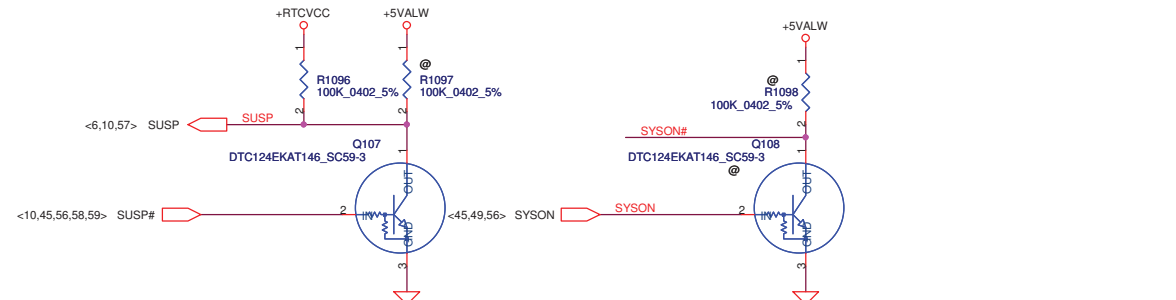 +RTCVCC
+5VALW
+5VALW
1
1
1
@
@
R1096
R1097
R1098
100K_0402_5%
100K_0402_5%
100K_0402_5%
2
2
2
<6,10,57> SUSP
SUSP
SYSON#
Q107
Q108
1
1
DTC124EKAT146_SC59-3
DTC124EKAT146_SC59-3
@
OUT
OUT
<10,45,56,58,59> SUSP#
2
IN
<45,49,56> SYSON
SYSON
2
IN
GND
GND
3
3